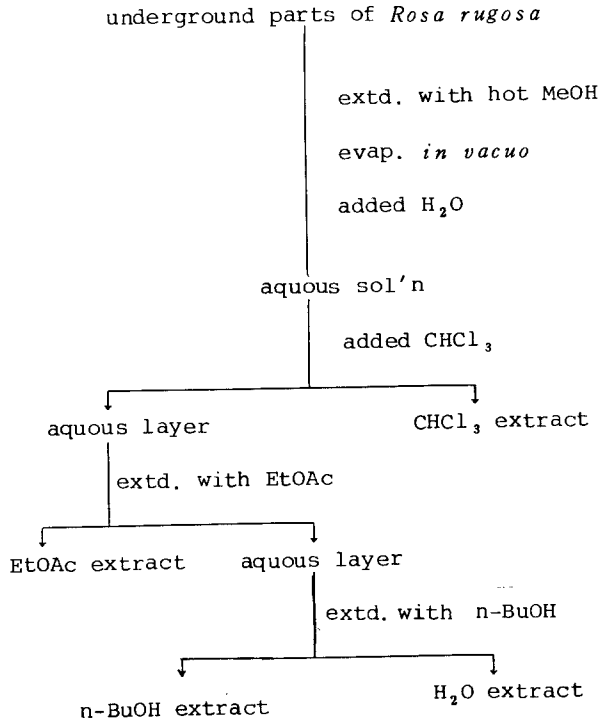 underground parts of Rosa rugosa
extd. with hot MeOH
evap. in vacuo
added H₂O
aquous sol'n
added CHCl₃
aquous layer
CHCl₃ extract
extd. with EtOAc
EtOAc extract
aquous layer
extd. with n-BuOH
n-BuOH extract
H₂O extract